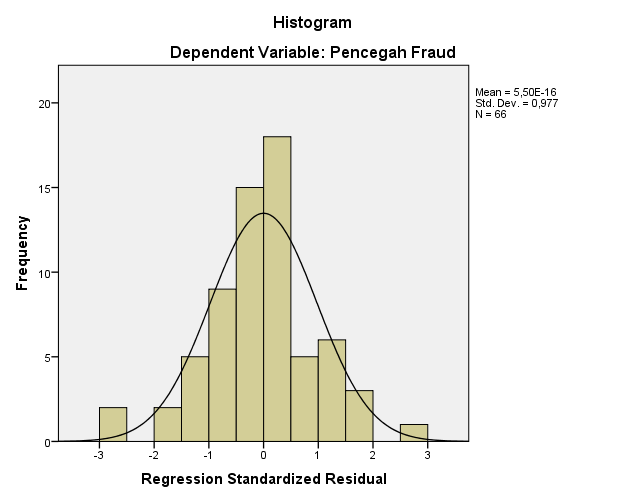 Histogram
Dependent Variable: Pencegah Fraud
Mean = 5,50E-16
Std. Dev. = 0,977
N = 66
Frequency
20
15
10
5
0
-3 -2 -1 0 1 2 3
Regression Standardized Residual